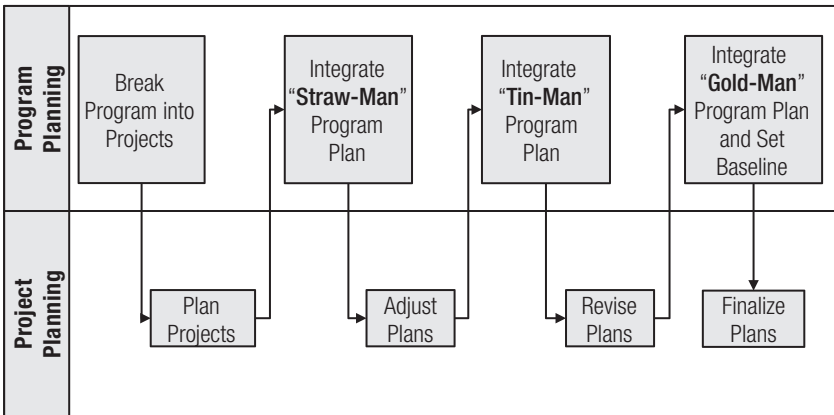 Program
Planning
Break
Program into
Projects
Integrate
“Straw-Man”
Program
Plan
Integrate
“Tin-Man”
Program
Plan
Integrate
“Gold-Man”
Program Plan
and Set
Baseline
Project
Planning
Plan
Projects
Adjust
Plans
Revise
Plans
Finalize
Plans